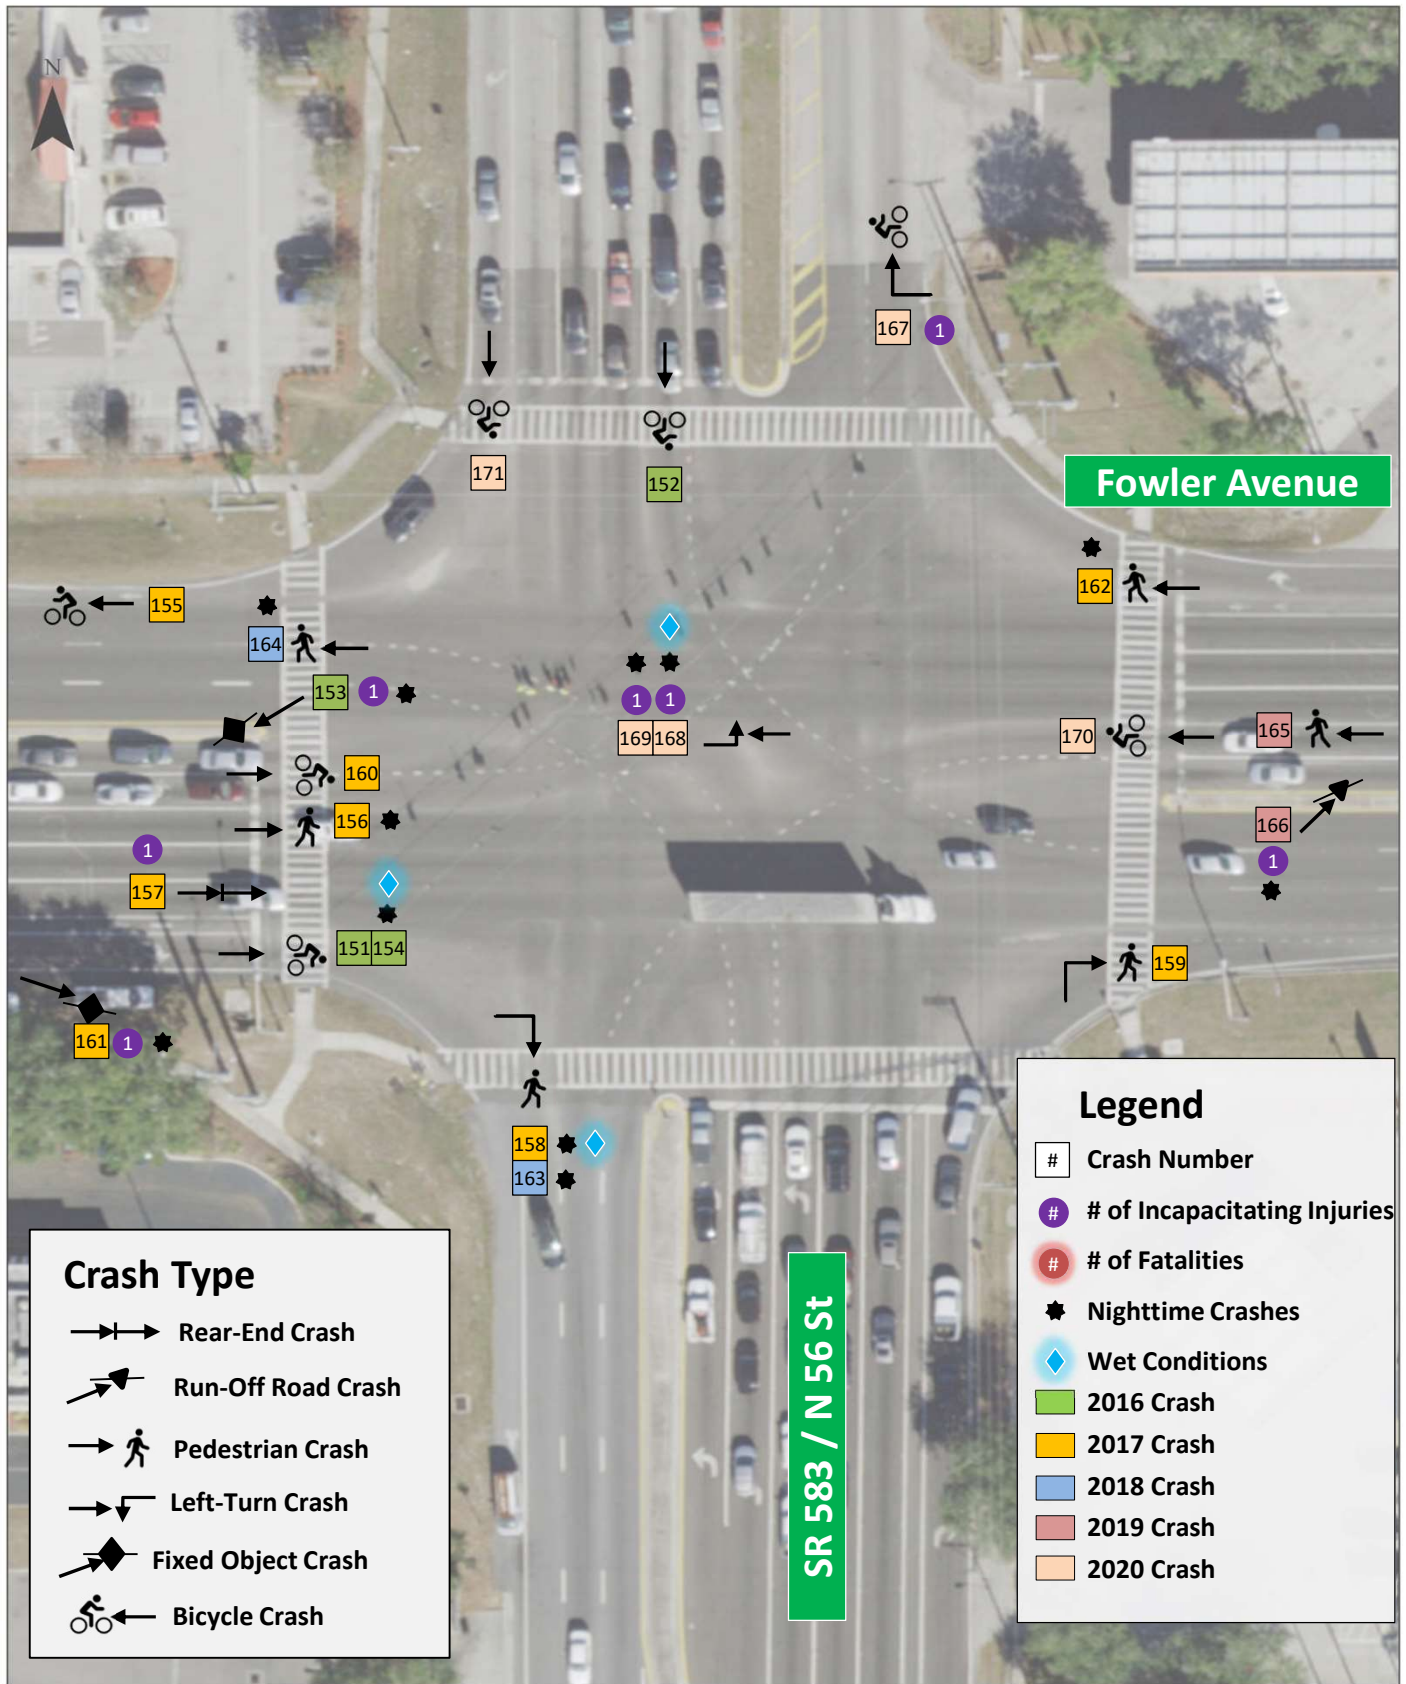 N
167 1
171
152
Fowler Avenue
162
155
164
153 1
1 1
169 168
170
165
160
156
166
1
1
157
151 154
159
161 1
158
163
Legend
# Crash Number
# # of Incapacitating Injuries
# # of Fatalities
Nighttime Crashes
Wet Conditions
2016 Crash
2017 Crash
2018 Crash
2019 Crash
2020 Crash
Crash Type
Rear-End Crash
Run-Off Road Crash
Pedestrian Crash
Left-Turn Crash
Fixed Object Crash
Bicycle Crash
SR 583 / N 56 St